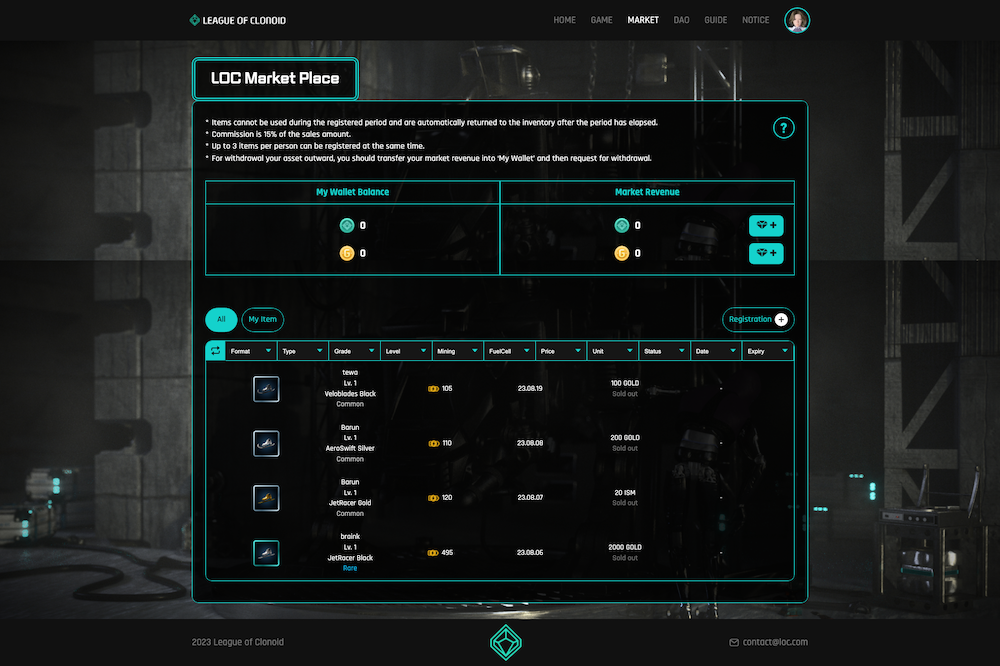 LEAGUE OF CLONOID
HOME GAME MARKET DAO GUIDE NOTICE
LOC Market Place
* Items cannot be used during the registered period and are automatically returned to the inventory after the period has elapsed.
* Commission is 15% of the sales amount.
* Up to 3 items per person can be registered at the same time.
* For withdrawal your asset outward, you should transfer your market revenue into 'My Wallet' and then request for withdrawal.
?
My Wallet Balance Market Revenue
0 0 +
G 0 G 0 +
All My Item Registration +
Format Type Grade Level Mining FuelCell Price Unit Status Date Expiry
tewa
Lv. 1
Veloblades Black
Common
105 23.08.19
100 GOLD
Sold out
-
Barun
Lv. 1
AeroSwift Silver
Common
110 23.08.08
200 GOLD
Sold out
-
Barun
Lv. 1
JetRacer Gold
Common
120 23.08.07
20 ISM
Sold out
-
braink
Lv. 1
JetRacer Black
Rare
495 23.08.06
2000 GOLD
Sold out
-
2023 League of Clonoid contact@loc.com